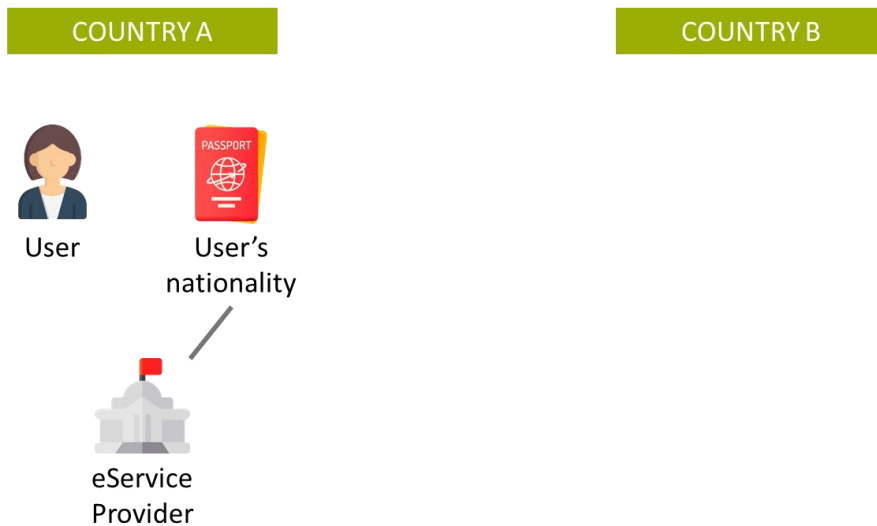 COUNTRY A
COUNTRY B
PASSPORT
User
User’s
nationality
eService
Provider